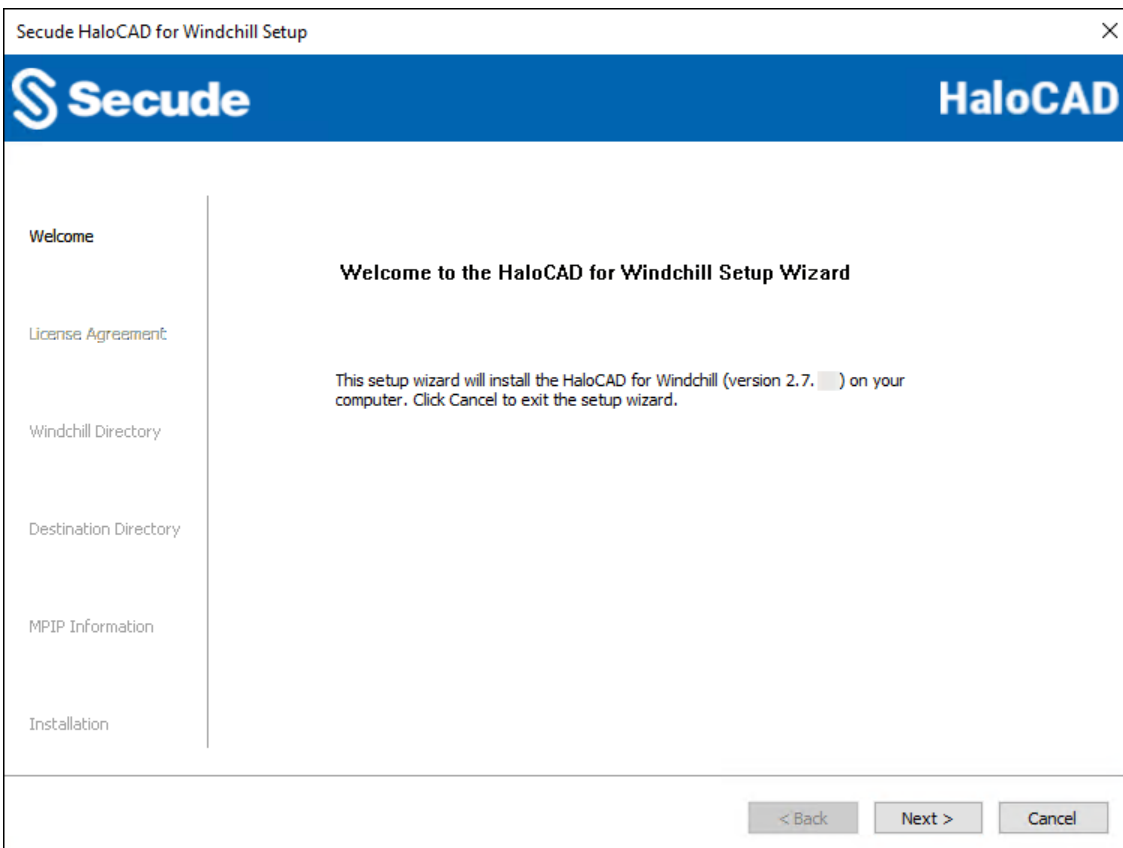 Secude HaloCAD for Windchill Setup
Secude
HaloCAD
Welcome
License Agreement
Windchill Directory
Destination Directory
MPIP Information
Installation
Welcome to the HaloCAD for Windchill Setup Wizard
This setup wizard will install the HaloCAD for Windchill (version 2.7. ) on your
computer. Click Cancel to exit the setup wizard.
< Back
Next >
Cancel